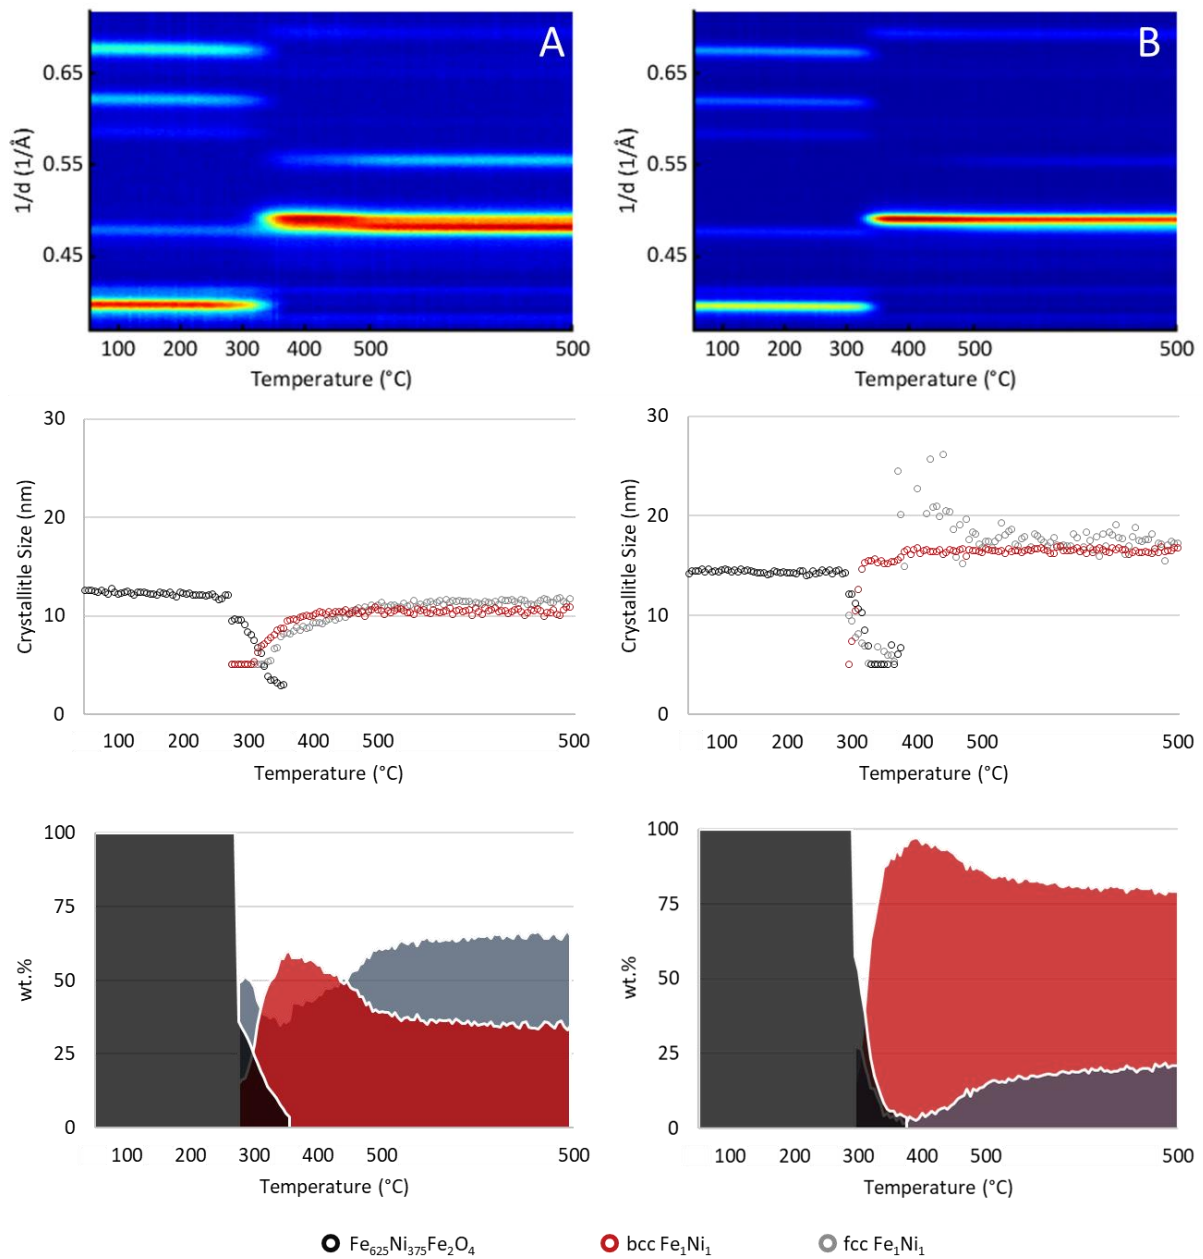 A
B
0.65
0.55
0.45
1/d (1/Å)
100 200 300 400 500 500
Temperature (°C)
0.65
0.55
0.45
1/d (1/Å)
100 200 300 400 500 500
Temperature (°C)
30
20
10
0
Crystallitle Size (nm)
100 200 300 400 500 500
Temperature (°C)
30
20
10
0
Crystallitle Size (nm)
100 200 300 400 500 500
Temperature (°C)
100
75
50
25
0
wt.%
100 200 300 400 500 500
Temperature (°C)
100
75
50
25
0
wt.%
100 200 300 400 500 500
Temperature (°C)
Fe₆₂₅Ni₃₇₅Fe₂O₄ bcc Fe₁Ni₁ fcc Fe₁Ni₁